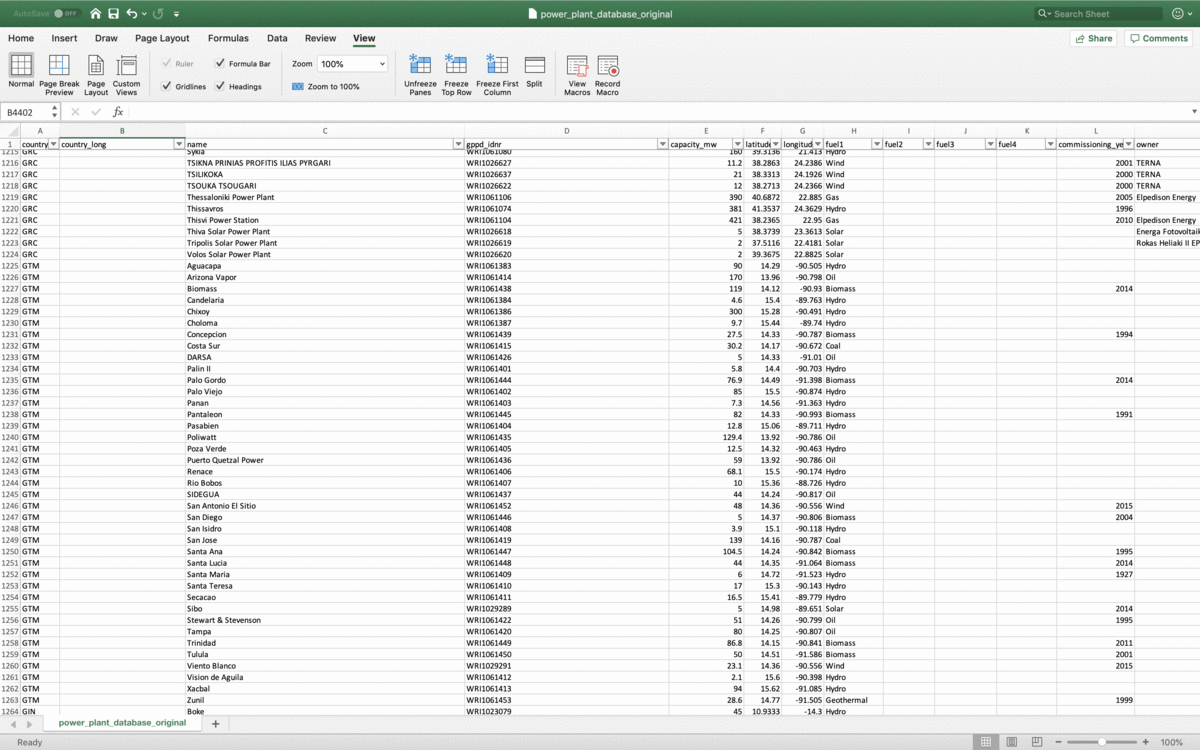 AutoSave OFF power_plant_database_original Search Sheet
Home Insert Draw Page Layout Formulas Data Review View Share Comments
Normal Page Break Preview Page Layout Custom Views Ruler Formula Bar Gridlines Headings Zoom 100% Zoom to 100% Unfreeze Panes Freeze Top Row Freeze First Column Split View Macros Record Macro
B4402 fx
A B C D E F G H I J K L
1 country country_long name gppd_idnr capacity_mw latitude longitud fuel1 fuel2 fuel3 fuel4 commissioning_ye owner
1215 GRC Sykia WRI1061080 160 39.3136 21.413 Hydro
1216 GRC TSIKNA PRINIAS PROFITIS ILIAS PYRGARI WRI1026627 11.2 38.2863 24.2386 Wind 2001 TERNA
1217 GRC TSILIKOKA WRI1026637 21 38.3313 24.1926 Wind 2000 TERNA
1218 GRC TSOUKA TSOUGARI WRI1026622 12 38.2713 24.2366 Wind 2000 TERNA
1219 GRC Thessaloniki Power Plant WRI1061106 390 40.6872 22.885 Gas 2005 Elpedison Energy
1220 GRC Thissavros WRI1061074 381 41.3537 24.3629 Hydro 1996
1221 GRC Thisvi Power Station WRI1061104 421 38.2365 22.95 Gas 2010 Elpedison Energy
1222 GRC Thiva Solar Power Plant WRI1026618 5 38.3739 23.3613 Solar Energa Fotovoltaik
1223 GRC Tripolis Solar Power Plant WRI1026619 2 37.5116 22.4181 Solar Rokas Heliaki II EP
1224 GRC Volos Solar Power Plant WRI1026620 2 39.3675 22.8825 Solar
1225 GTM Aguacapa WRI1061383 90 14.29 -90.505 Hydro
1226 GTM Arizona Vapor WRI1061414 170 13.96 -90.798 Oil
1227 GTM Biomass WRI1061438 119 14.12 -90.93 Biomass 2014
1228 GTM Candelaria WRI1061384 4.6 15.4 -89.763 Hydro
1229 GTM Chixoy WRI1061386 300 15.28 -90.491 Hydro
1230 GTM Choloma WRI1061387 9.7 15.44 -89.74 Hydro
1231 GTM Concepcion WRI1061439 27.5 14.33 -90.787 Biomass 1994
1232 GTM Costa Sur WRI1061415 30.2 14.17 -90.672 Coal
1233 GTM DARSA WRI1061426 5 14.33 -91.01 Oil
1234 GTM Palin II WRI1061401 5.8 14.4 -90.703 Hydro
1235 GTM Palo Gordo WRI1061444 76.9 14.49 -91.398 Biomass 2014
1236 GTM Palo Viejo WRI1061402 85 15.5 -90.874 Hydro
1237 GTM Panan WRI1061403 7.3 14.56 -91.363 Hydro
1238 GTM Pantaleon WRI1061445 82 14.33 -90.993 Biomass 1991
1239 GTM Pasabien WRI1061404 12.8 15.06 -89.711 Hydro
1240 GTM Poliwatt WRI1061435 129.4 13.92 -90.786 Oil
1241 GTM Poza Verde WRI1061405 12.5 14.32 -90.463 Hydro
1242 GTM Puerto Quetzal Power WRI1061436 59 13.92 -90.786 Oil
1243 GTM Renace WRI1061406 68.1 15.5 -90.174 Hydro
1244 GTM Rio Bobos WRI1061407 10 15.36 -88.726 Hydro
1245 GTM SIDEGUA WRI1061437 44 14.24 -90.817 Oil
1246 GTM San Antonio El Sitio WRI1061452 48 14.36 -90.556 Wind 2015
1247 GTM San Diego WRI1061446 5 14.37 -90.806 Biomass 2004
1248 GTM San Isidro WRI1061408 3.9 15.1 -90.118 Hydro
1249 GTM San Jose WRI1061419 139 14.16 -90.787 Coal
1250 GTM Santa Ana WRI1061447 104.5 14.24 -90.842 Biomass 1995
1251 GTM Santa Lucia WRI1061448 44 14.35 -91.064 Biomass 2014
1252 GTM Santa Maria WRI1061409 6 14.72 -91.523 Hydro 1927
1253 GTM Santa Teresa WRI1061410 17 15.3 -90.143 Hydro
1254 GTM Secacao WRI1061411 16.5 15.41 -89.779 Hydro
1255 GTM Sibo WRI1029289 5 14.98 -89.651 Solar 2014
1256 GTM Stewart & Stevenson WRI1061422 51 14.26 -90.799 Oil 1995
1257 GTM Tampa WRI1061420 80 14.25 -90.807 Oil
1258 GTM Trinidad WRI1061449 86.8 14.15 -90.841 Biomass 2011
1259 GTM Tulula WRI1061450 50 14.51 -91.586 Biomass 2001
1260 GTM Viento Blanco WRI1029291 23.1 14.36 -90.556 Wind 2015
1261 GTM Vision de Aguila WRI1061412 2.1 15.6 -90.398 Hydro
1262 GTM Xacbal WRI1061413 94 15.62 -91.085 Hydro
1263 GTM Zunil WRI1061453 28.6 14.77 -91.505 Geothermal 1999
1264 GIN Boke WRI1023079 45 10.9333 -14.3 Hydro
power_plant_database_original +
Ready 100%